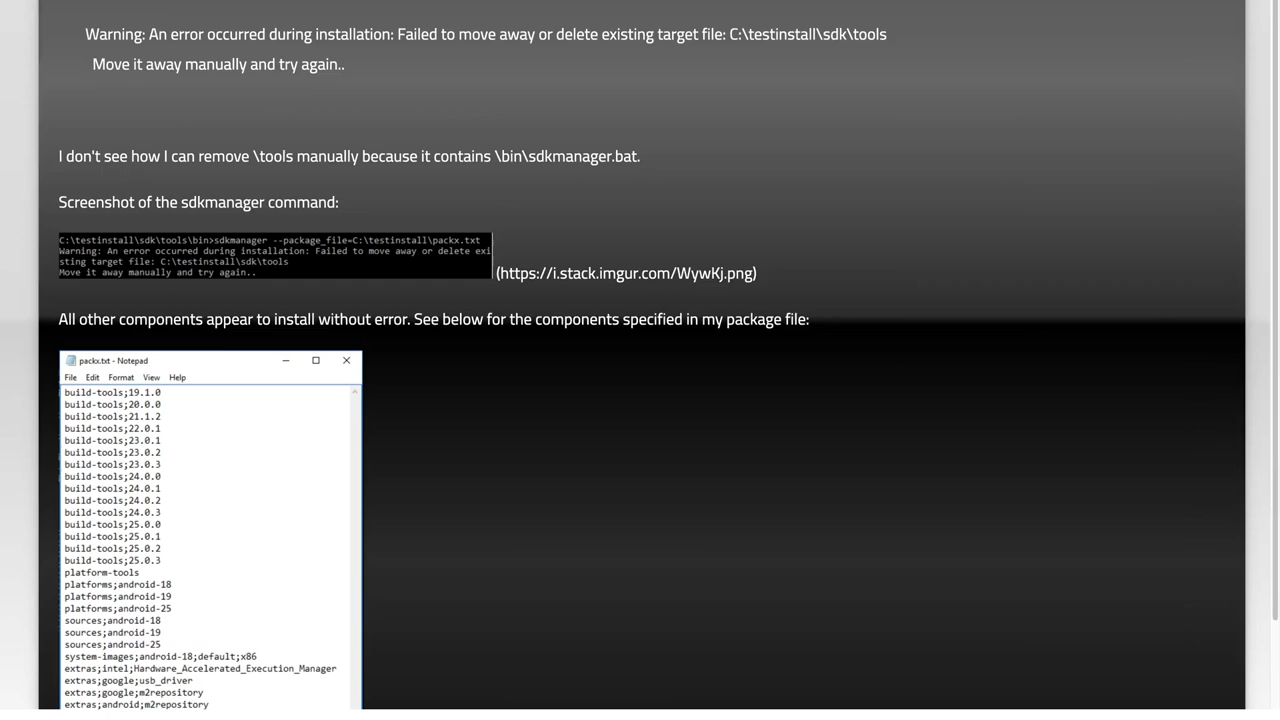 Warning: An error occurred during installation: Failed to move away or delete existing target file: C:\testinstall\sdk\tools
Move it away manually and try again..
I don't see how I can remove \tools manually because it contains \bin\sdkmanager.bat.
Screenshot of the sdkmanager command:
C:\testinstall\sdk\tools\bin>sdkmanager --package_file=C:\testinstall\packx.txt
Warning: An error occurred during installation: Failed to move away or delete exi
sting target file: C:\testinstall\sdk\tools
Move it away manually and try again..
(https://i.stack.imgur.com/WywKj.png)
All other components appear to install without error. See below for the components specified in my package file:
packx.txt - Notepad
File Edit Format View Help
build-tools;19.1.0
build-tools;20.0.0
build-tools;21.1.2
build-tools;22.0.1
build-tools;23.0.1
build-tools;23.0.2
build-tools;23.0.3
build-tools;24.0.0
build-tools;24.0.1
build-tools;24.0.2
build-tools;24.0.3
build-tools;25.0.0
build-tools;25.0.1
build-tools;25.0.2
build-tools;25.0.3
platform-tools
platforms;android-18
platforms;android-19
platforms;android-25
sources;android-18
sources;android-19
sources;android-25
system-images;android-18;default;x86
extras;intel;Hardware_Accelerated_Execution_Manager
extras;google;usb_driver
extras;google;m2repository
extras;android;m2repository